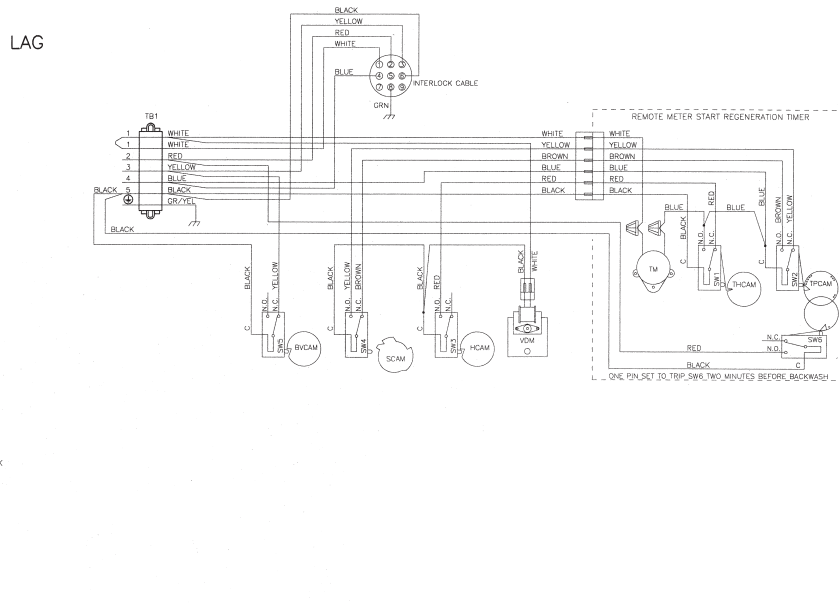 LAG
BLACK
YELLOW
RED
WHITE
BLUE
1 2 3
4 5 6
7 8 9
INTERLOCK CABLE
GRN
TB1
REMOTE METER START REGENERATION TIMER
1 WHITE WHITE WHITE
1 WHITE YELLOW YELLOW
2 RED BROWN BROWN
3 YELLOW BLUE BLUE
4 BLUE RED RED
BLACK 5 BLACK BLACK BLACK
GR/YEL
BLACK
BLUE BLACK RED BLUE BLUE BROWN YELLOW
N.O. N.C. N.O. N.C.
C C
TM SW1 THCAM SW2 TPCAM
BLACK YELLOW BLACK YELLOW BROWN BLACK RED BLACK WHITE
N.O. N.C. N.O. N.C. N.O. N.C.
C C C
SW5 BVCAM SW4 SCAM SW3 HCAM VDM
N.C. SW6
RED N.O.
BLACK C
ONE PIN SET TO TRIP SW6 TWO MINUTES BEFORE BACKWASH